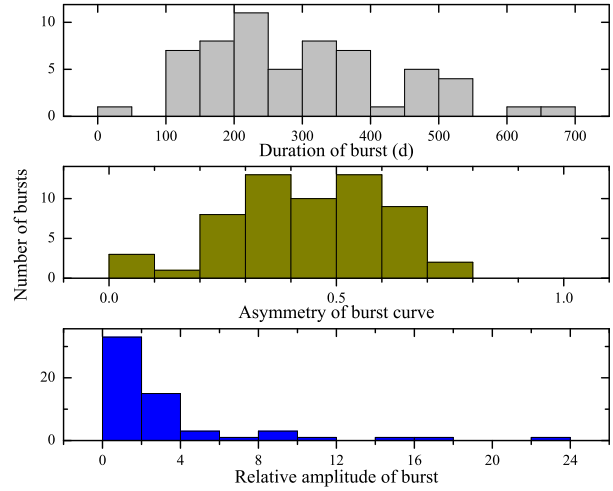 10
5
0
0 100 200 300 400 500 600 700
Duration of burst (d)
Number of bursts
10
5
0
0.0 0.5 1.0
Asymmetry of burst curve
20
0
0 4 8 12 16 20 24
Relative amplitude of burst